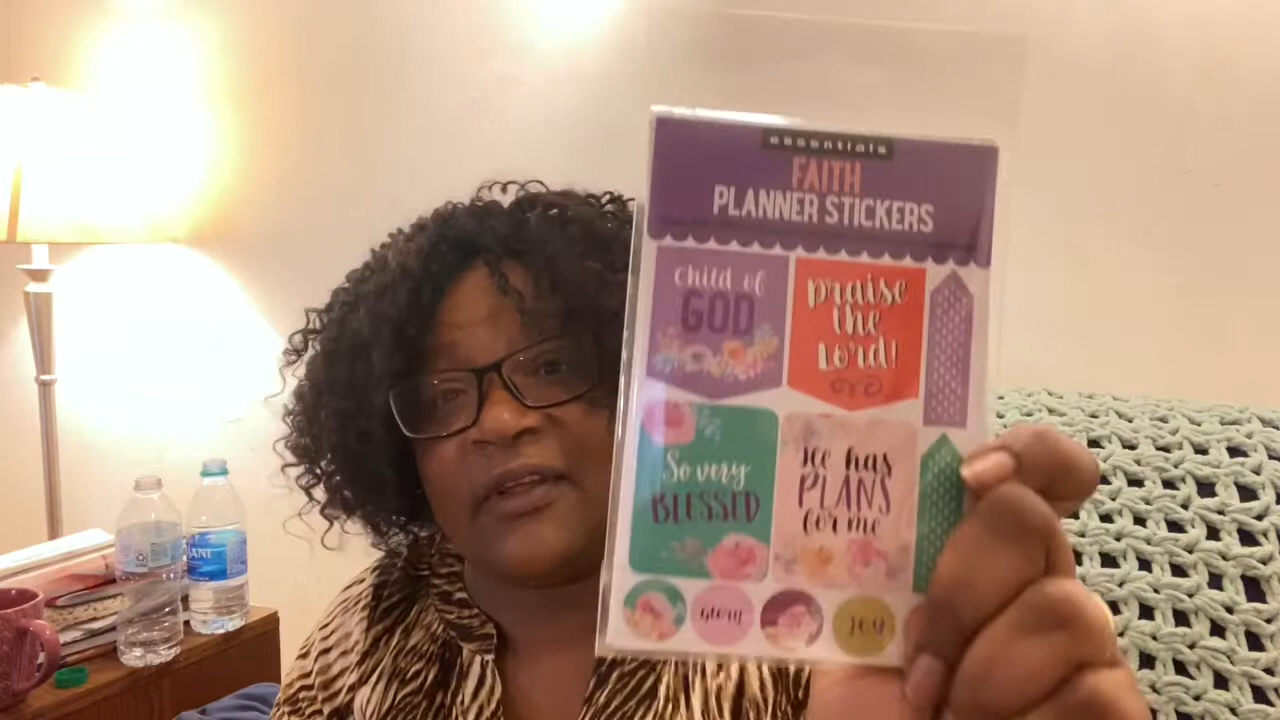 essentials
FAITH
PLANNER STICKERS
child of
GOD
praise
the
Lord!
So very
BLESSED
He has
PLANS
for me
glory
JOY
ANI